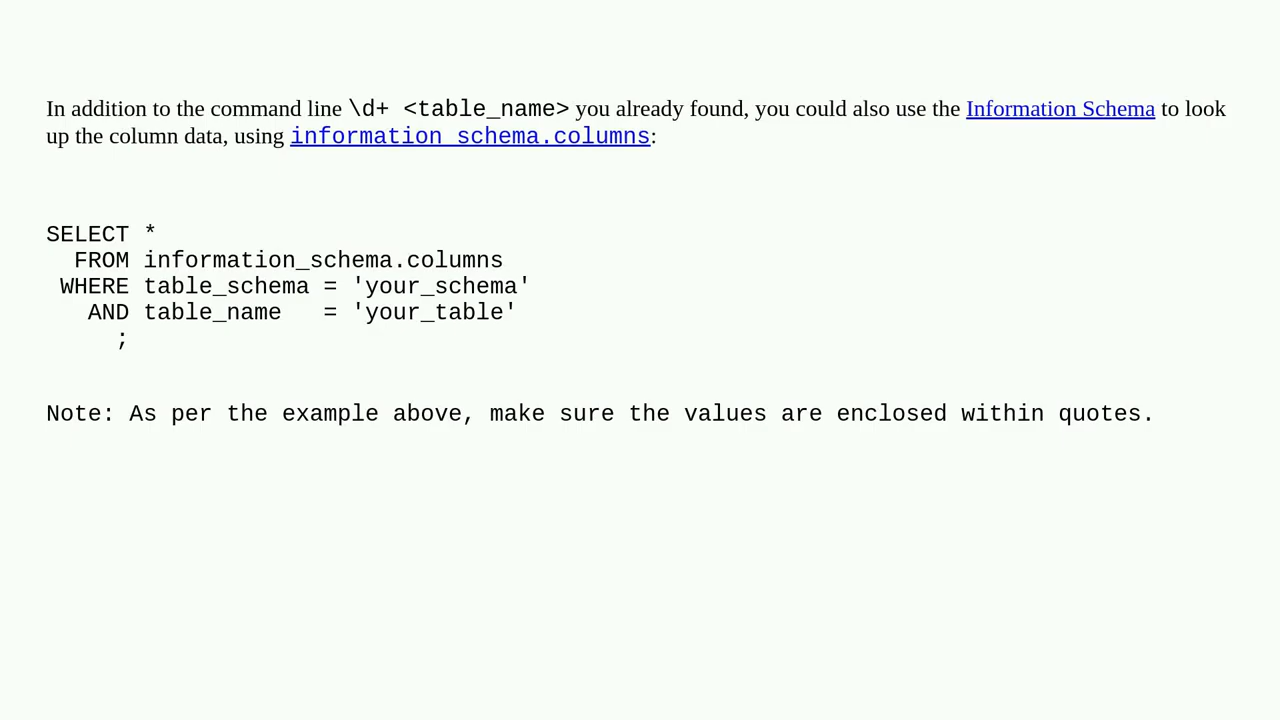 In addition to the command line \d+ <table_name> you already found, you could also use the Information Schema to look
up the column data, using information_schema.columns:
SELECT *
  FROM information_schema.columns
 WHERE table_schema = 'your_schema'
   AND table_name   = 'your_table'
     ;
Note: As per the example above, make sure the values are enclosed within quotes.